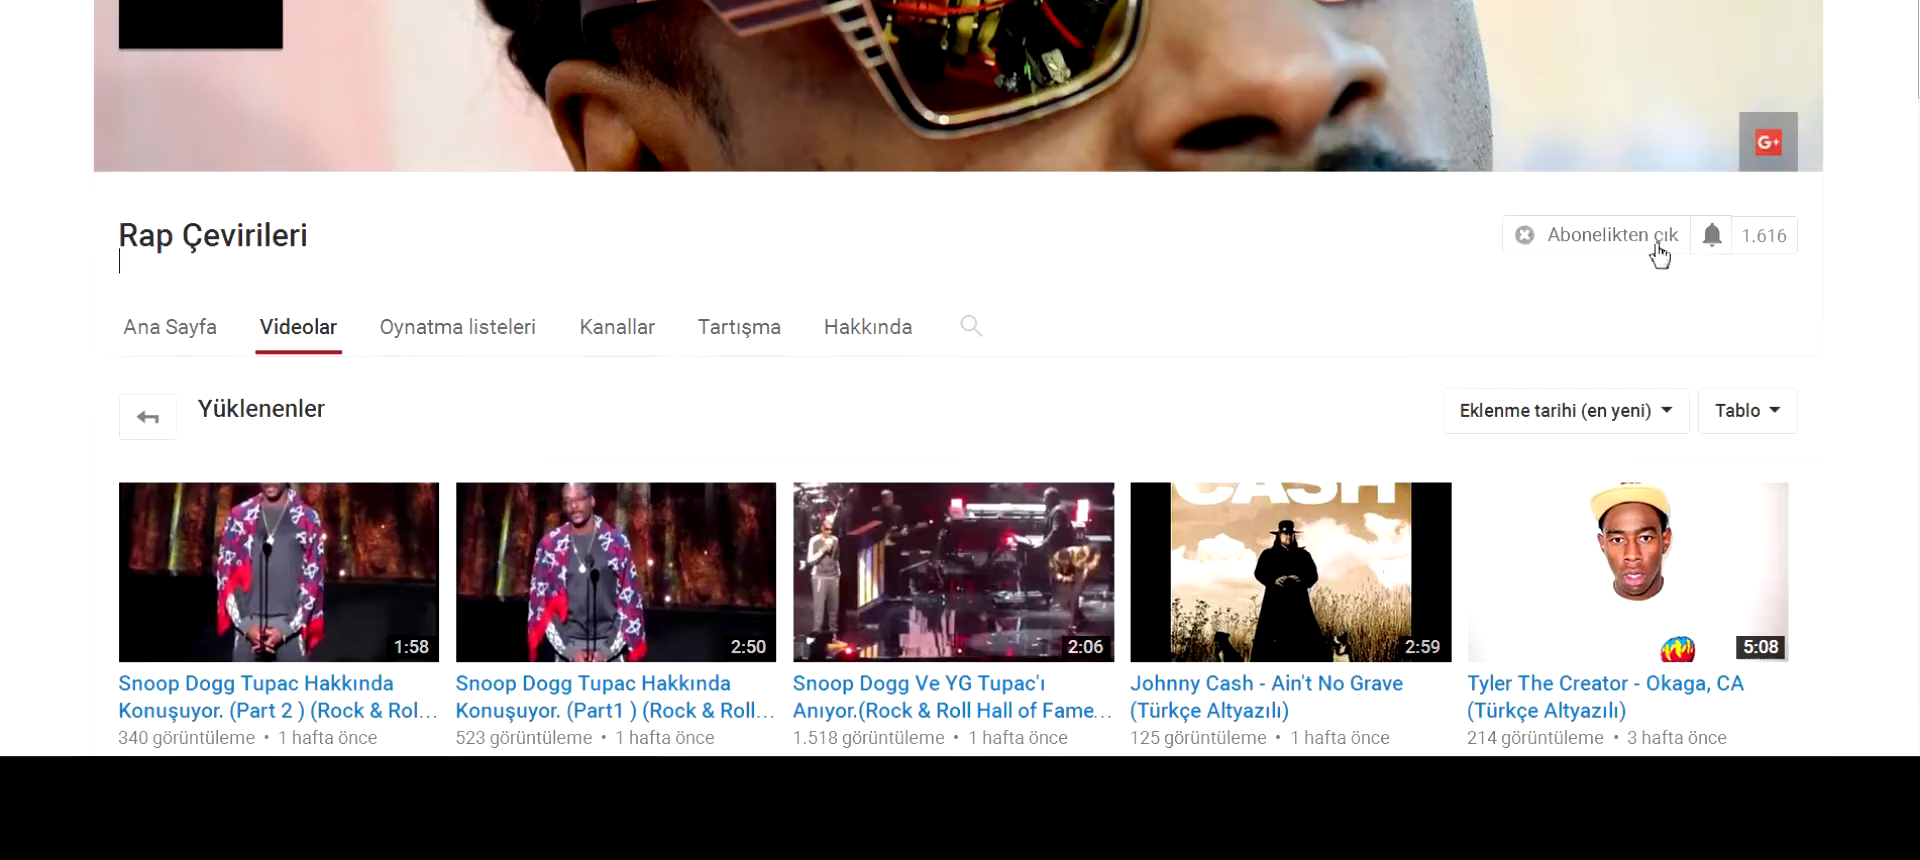 G+
Rap Çevirileri
Abonelikten çık
1.616
Ana Sayfa
Videolar
Oynatma listeleri
Kanallar
Tartışma
Hakkında
Yüklenenler
Eklenme tarihi (en yeni)
Tablo
CASH
1:58
2:50
2:06
2:59
5:08
Snoop Dogg Tupac Hakkında
Konuşuyor. (Part 2 ) (Rock & Rol...
340 görüntüleme • 1 hafta önce
Snoop Dogg Tupac Hakkında
Konuşuyor. (Part1 ) (Rock & Roll...
523 görüntüleme • 1 hafta önce
Snoop Dogg Ve YG Tupac'ı
Anıyor.(Rock & Roll Hall of Fame...
1.518 görüntüleme • 1 hafta önce
Johnny Cash - Ain't No Grave
(Türkçe Altyazılı)
125 görüntüleme • 1 hafta önce
Tyler The Creator - Okaga, CA
(Türkçe Altyazılı)
214 görüntüleme • 3 hafta önce